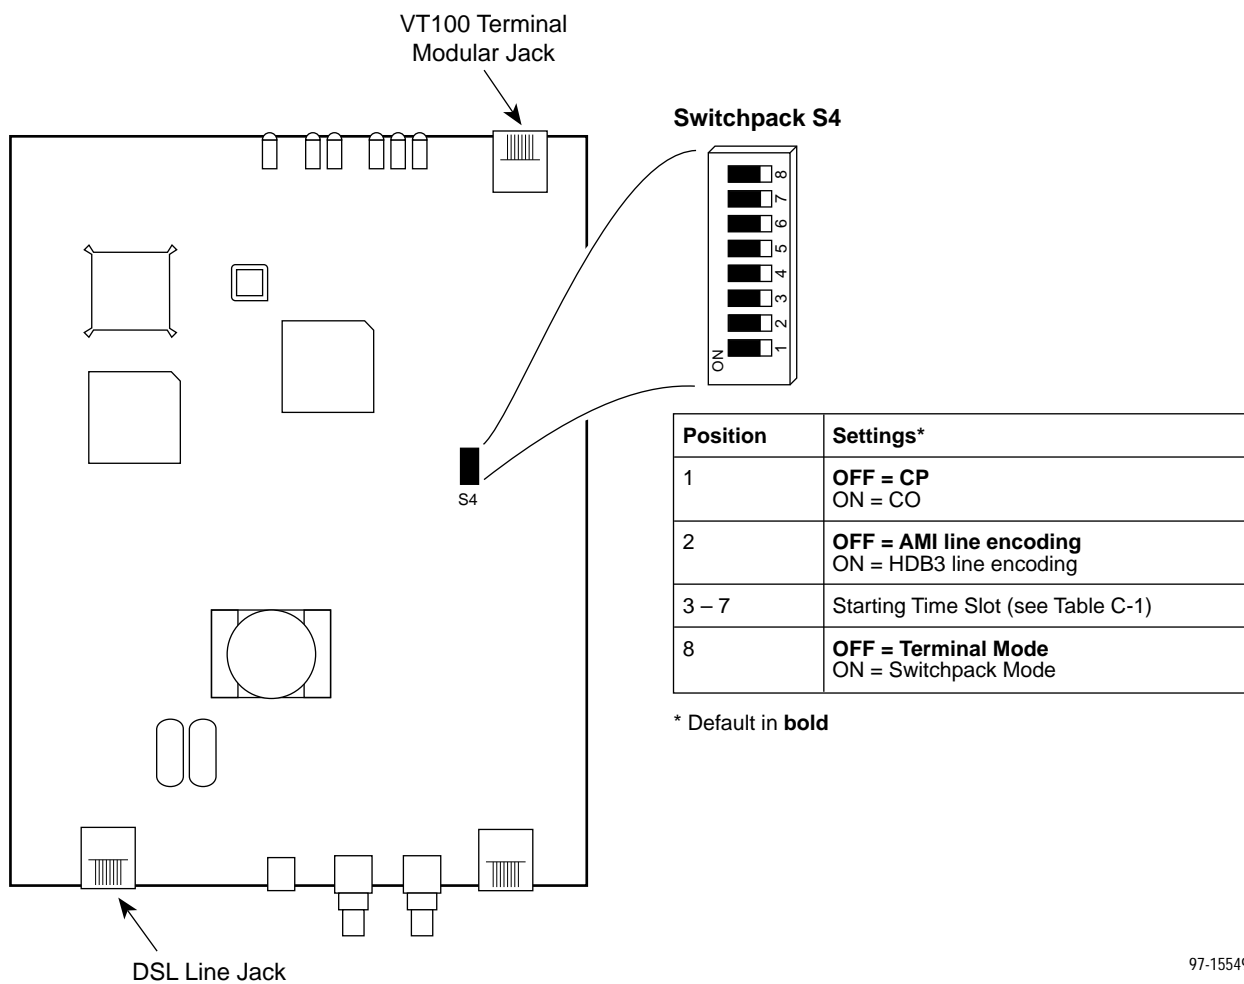 VT100 Terminal
Modular Jack
Switchpack S4
8
7
6
5
4
3
2
1
ON
S4
Position Settings*
1 OFF = CP
ON = CO
2 OFF = AMI line encoding
ON = HDB3 line encoding
3 – 7 Starting Time Slot (see Table C-1)
8 OFF = Terminal Mode
ON = Switchpack Mode
* Default in bold
DSL Line Jack
97-15549